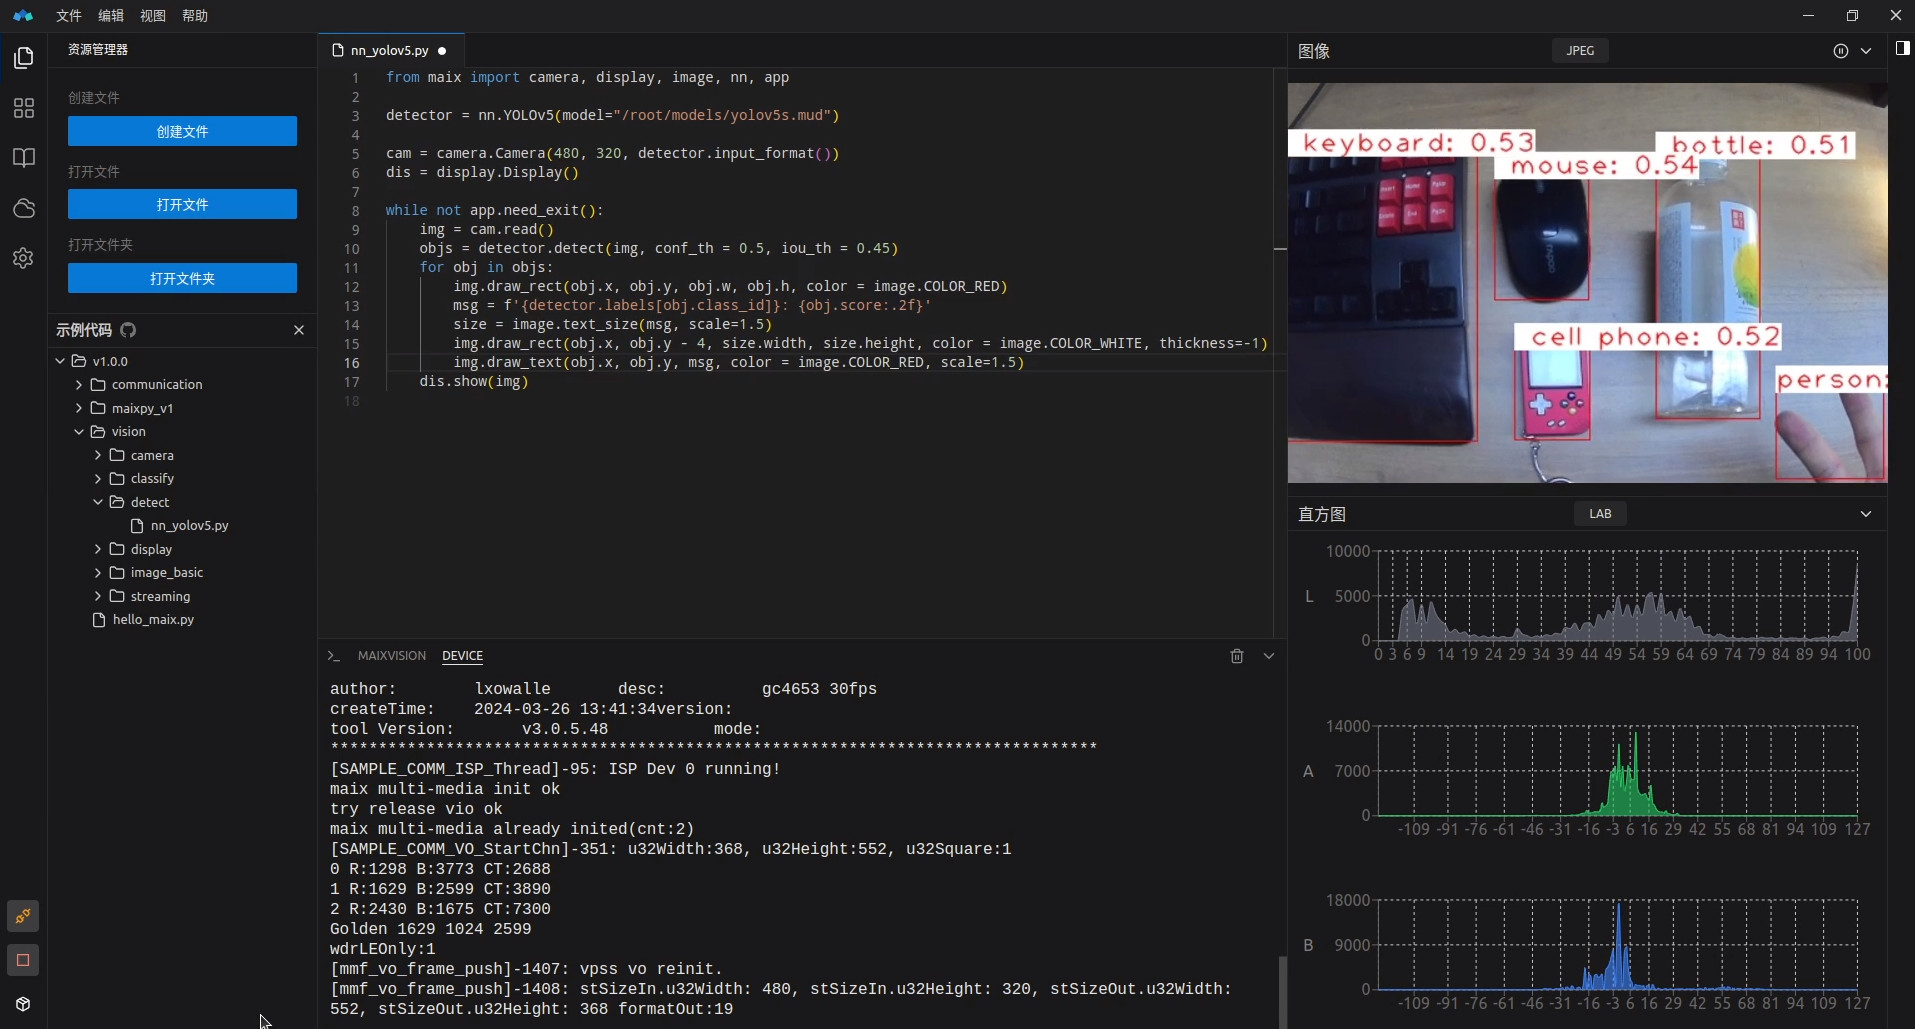 文件 编辑 视图 帮助
资源管理器
创建文件
创建文件
打开文件
打开文件
打开文件夹
打开文件夹
示例代码
v1.0.0
communication
maixpy_v1
vision
camera
classify
detect
nn_yolov5.py
display
image_basic
streaming
hello_maix.py
nn_yolov5.py
1 from maix import camera, display, image, nn, app
2
3 detector = nn.YOLOv5(model="/root/models/yolov5s.mud")
4
5 cam = camera.Camera(480, 320, detector.input_format())
6 dis = display.Display()
7
8 while not app.need_exit():
9 img = cam.read()
10 objs = detector.detect(img, conf_th = 0.5, iou_th = 0.45)
11 for obj in objs:
12 img.draw_rect(obj.x, obj.y, obj.w, obj.h, color = image.COLOR_RED)
13 msg = f'{detector.labels[obj.class_id]}: {obj.score:.2f}'
14 size = image.text_size(msg, scale=1.5)
15 img.draw_rect(obj.x, obj.y - 4, size.width, size.height, color = image.COLOR_WHITE, thickness=-1)
16 img.draw_text(obj.x, obj.y, msg, color = image.COLOR_RED, scale=1.5)
17 dis.show(img)
18
MAIXVISION DEVICE
author: lxowalle desc: gc4653 30fps
createTime: 2024-03-26 13:41:34version:
tool Version: v3.0.5.48 mode:
********************************************************************************
[SAMPLE_COMM_ISP_Thread]-95: ISP Dev 0 running!
maix multi-media init ok
try release vio ok
maix multi-media already inited(cnt:2)
[SAMPLE_COMM_VO_StartChn]-351: u32Width:368, u32Height:552, u32Square:1
0 R:1298 B:3773 CT:2688
1 R:1629 B:2599 CT:3890
2 R:2430 B:1675 CT:7300
Golden 1629 1024 2599
wdrLEOnly:1
[mmf_vo_frame_push]-1407: vpss vo reinit.
[mmf_vo_frame_push]-1408: stSizeIn.u32Width: 480, stSizeIn.u32Height: 320, stSizeOut.u32Width:
552, stSizeOut.u32Height: 368 formatOut:19
图像 JPEG
keyboard: 0.53
bottle: 0.51
mouse: 0.54
cell phone: 0.52
person:
rapoo
直方图 LAB
10000
L 5000
0
0 3 6 9 14 19 24 29 34 39 44 49 54 59 64 69 74 79 84 89 94 100
14000
A 7000
0
-109 -91 -76 -61 -46 -31 -16 -3 6 16 29 42 55 68 81 94 109 127
18000
B 9000
0
-109 -91 -76 -61 -46 -31 -16 -3 6 16 29 42 55 68 81 94 109 127